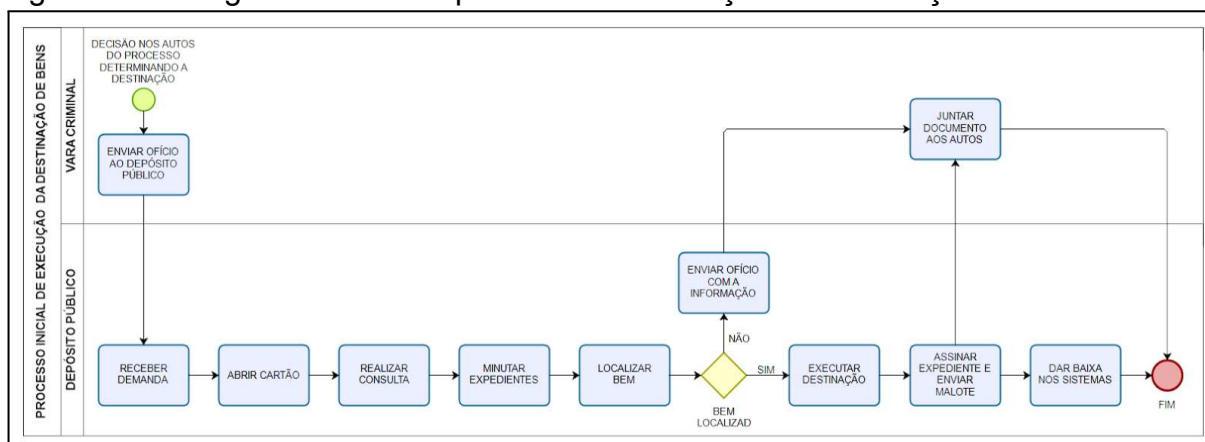 PROCESSO INICIAL DE EXECUÇÃO DA DESTINAÇÃO DE BENS
VARA CRIMINAL
DECISÃO NOS AUTOS
DO PROCESSO
DETERMINANDO A
DESTINAÇÃO
ENVIAR OFÍCIO
AO DEPÓSITO
PÚBLICO
JUNTAR
DOCUMENTO
AOS AUTOS
DEPÓSITO PÚBLICO
ENVIAR OFÍCIO
COM A
INFORMAÇÃO
NÃO
RECEBER
DEMANDA
ABRIR CARTÃO
REALIZAR
CONSULTA
MINUTAR
EXPEDIENTES
LOCALIZAR
BEM
BEM
LOCALIZAD
SIM
EXECUTAR
DESTINAÇÃO
ASSINAR
EXPEDIENTE E
ENVIAR
MALOTE
DAR BAIXA
NOS SISTEMAS
FIM